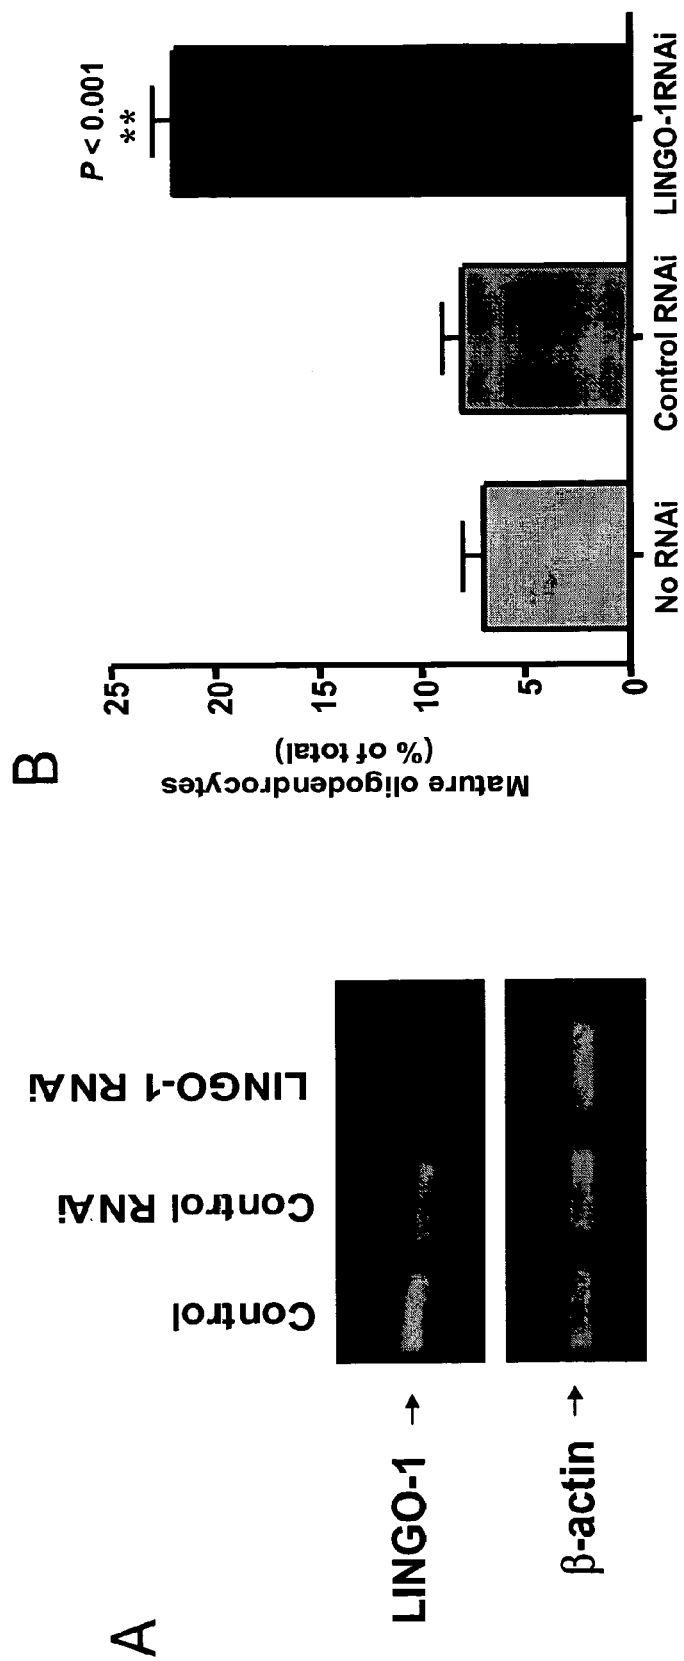 A
Control
Control RNAi
LINGO-1 RNAi
LINGO-1 →
β-actin →
B
Mature oligodendrocytes
(% of total)
25
20
15
10
5
0
P < 0.001
**
No RNAi
Control RNAi
LINGO-1RNAi